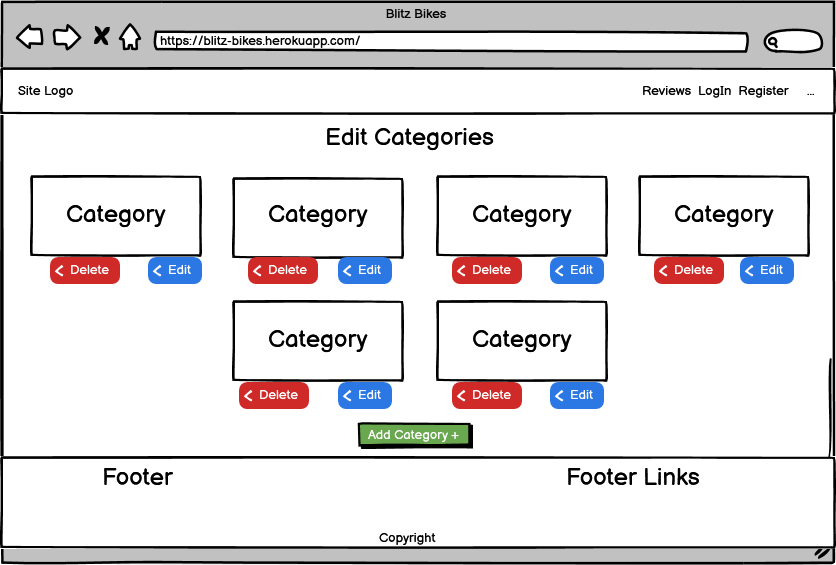 Blitz Bikes
https://blitz-bikes.herokuapp.com/
Site Logo
Reviews LogIn Register ...
Edit Categories
Category Category Category Category
Delete Edit Delete Edit Delete Edit Delete Edit
Category Category
Delete Edit Delete Edit
Add Category +
Footer Footer Links
Copyright